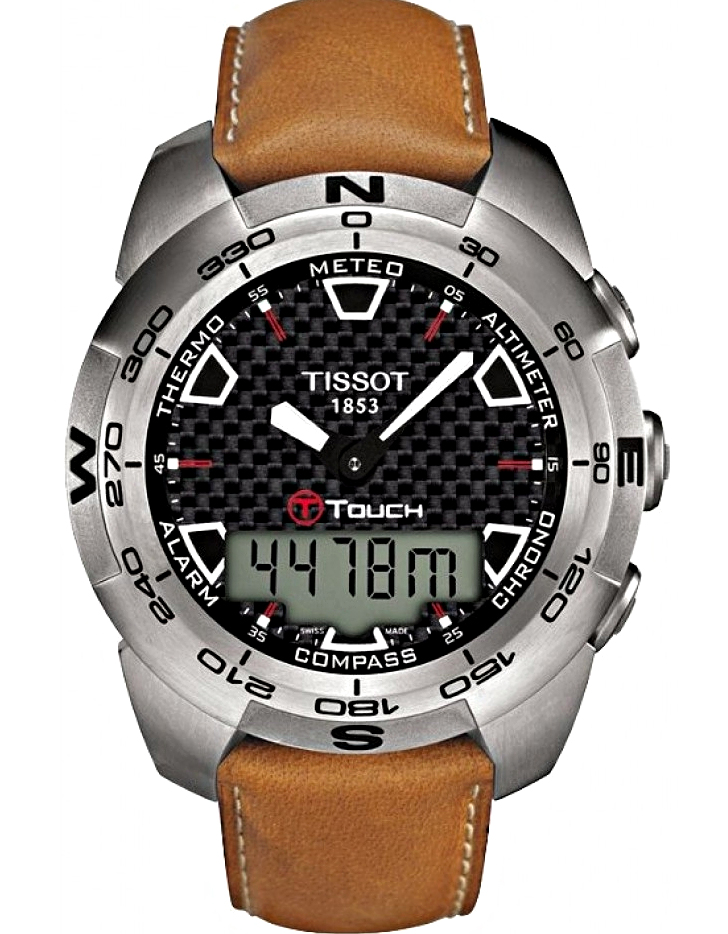 N
0
30
60
90
E
120
150
180
S
210
240
270
W
300
330
METEO
ALTIMETER
CHRONO
COMPASS
ALARM
THERMO
55
05
45
15
35
25
TISSOT
1853
T TOUCH
4478m
SWISS MADE